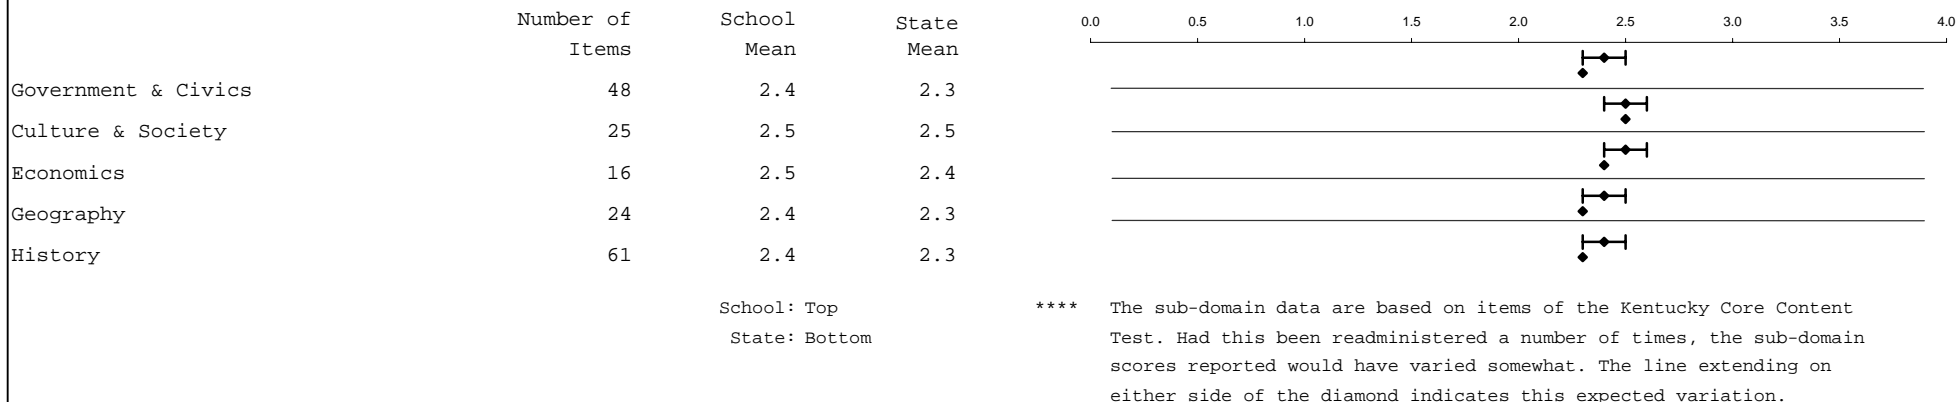 Number of School State 0.0 0.5 1.0 1.5 2.0 2.5 3.0 3.5 4.0
Items Mean Mean
Government & Civics 48 2.4 2.3
Culture & Society 25 2.5 2.5
Economics 16 2.5 2.4
Geography 24 2.4 2.3
History 61 2.4 2.3
School: Top **** The sub-domain data are based on items of the Kentucky Core Content
State: Bottom Test. Had this been readministered a number of times, the sub-domain
scores reported would have varied somewhat. The line extending on
either side of the diamond indicates this expected variation.